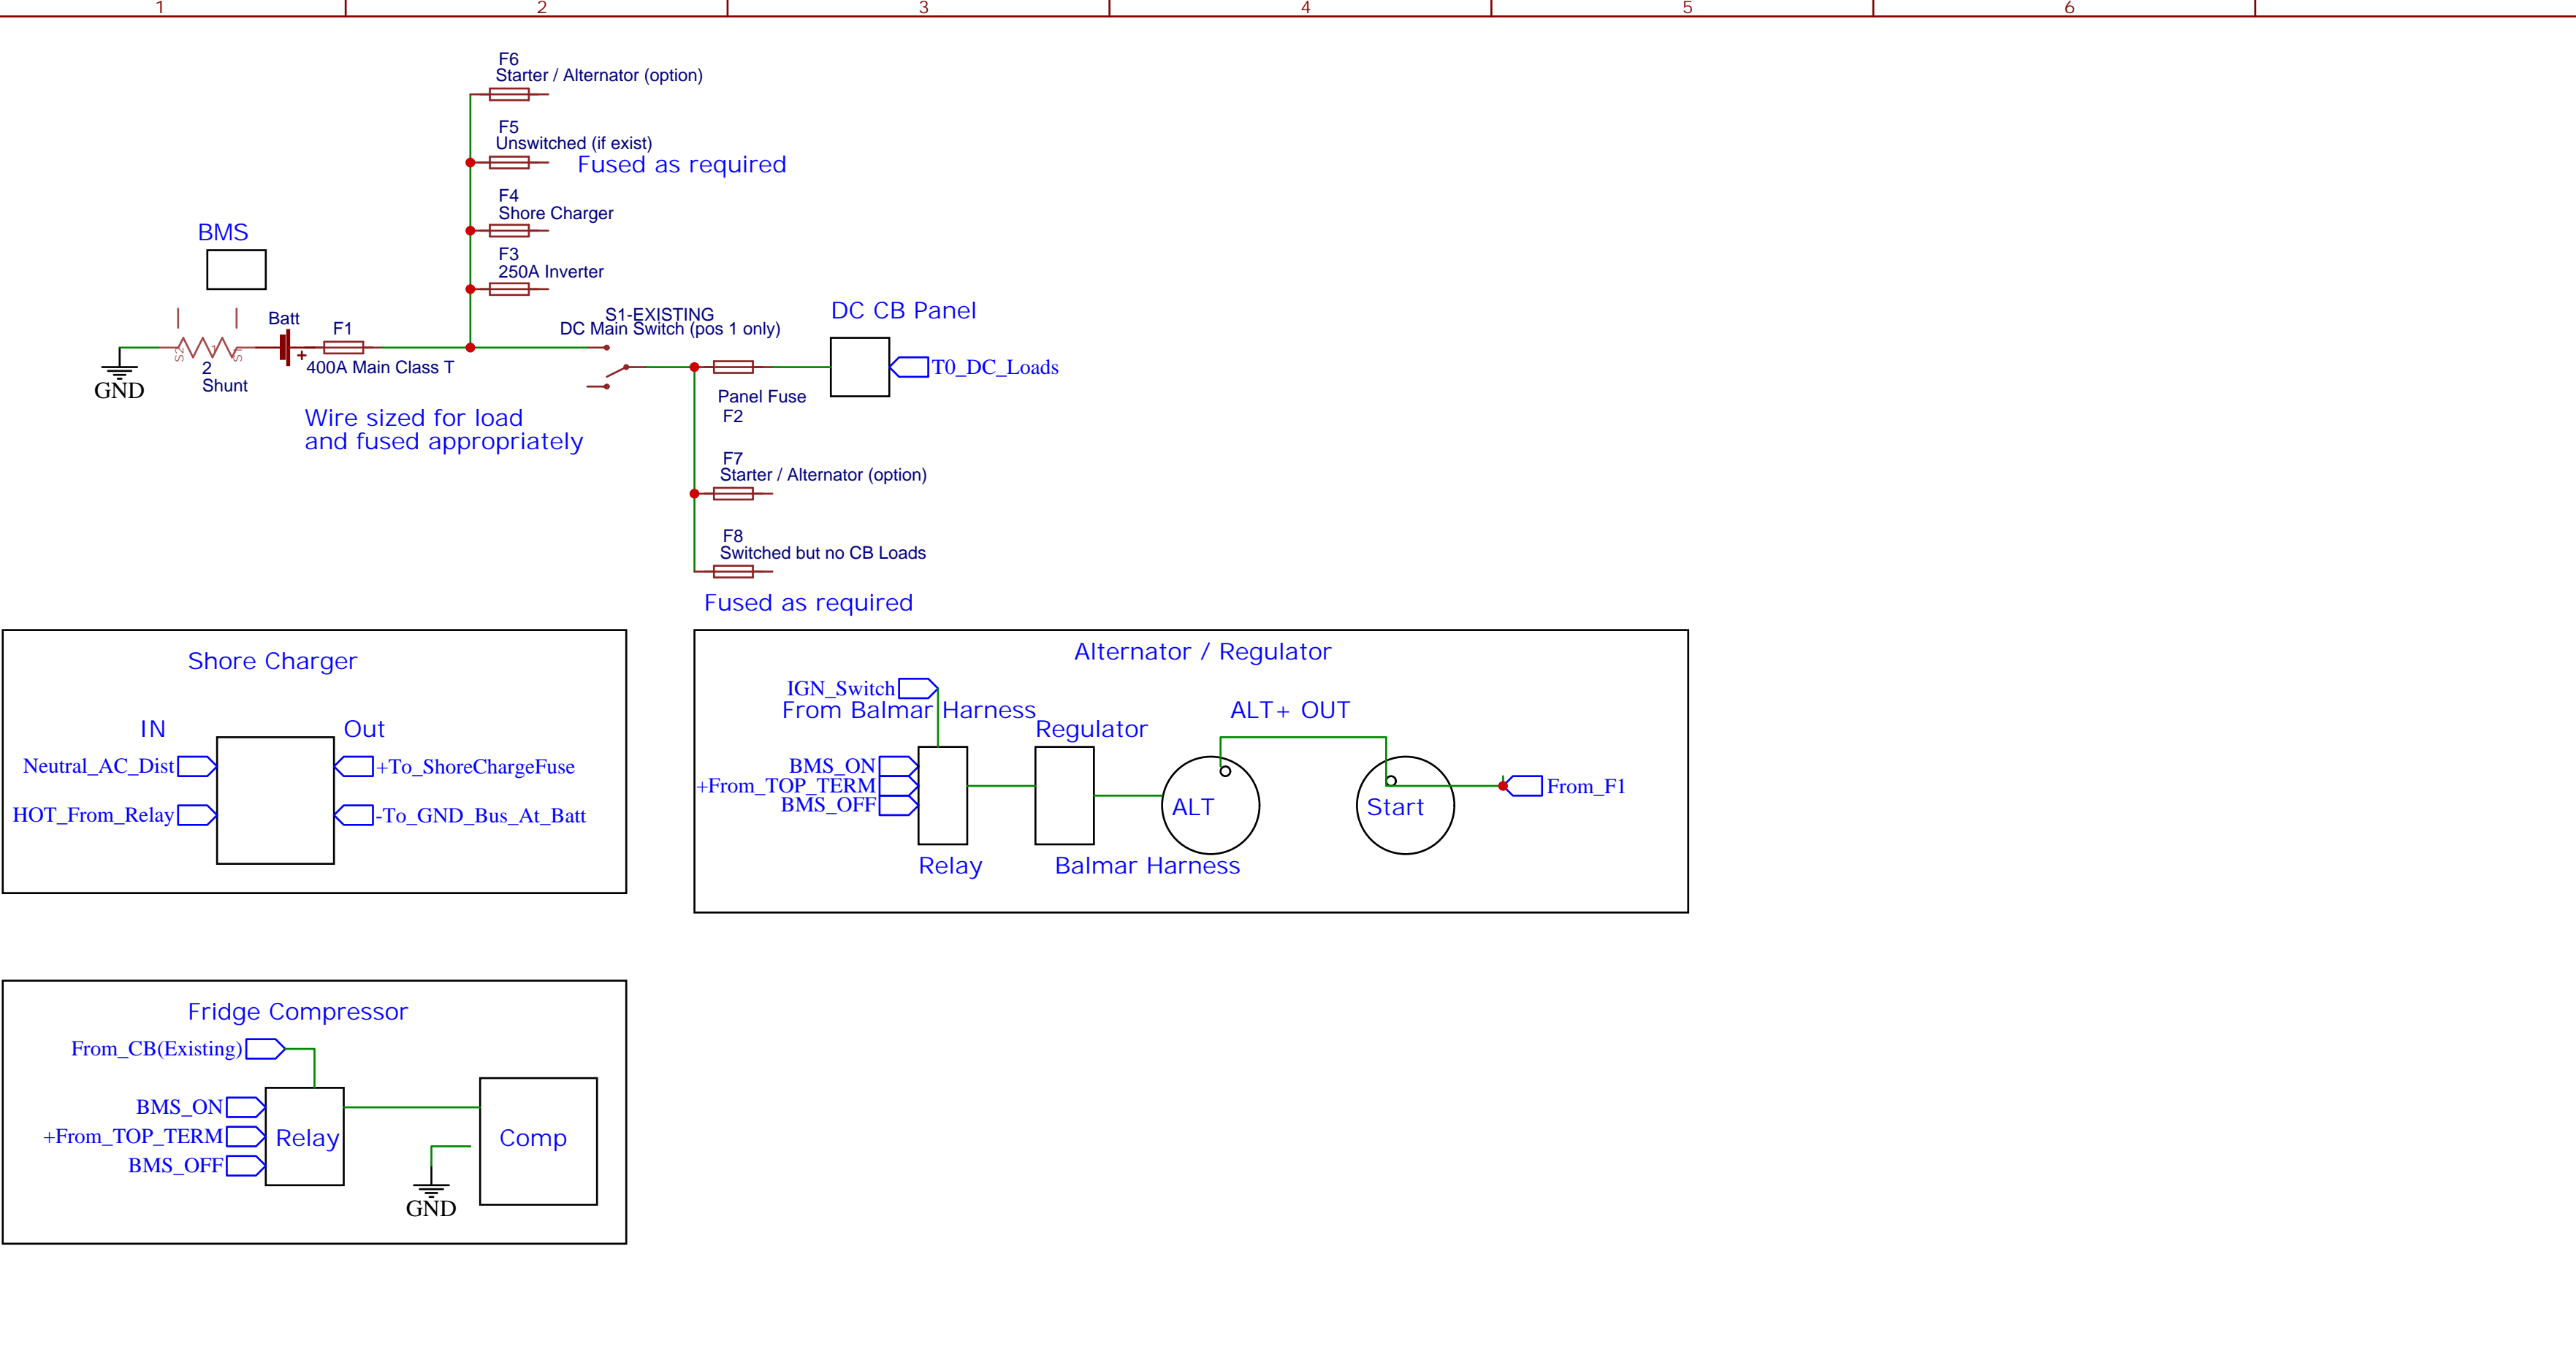 1
2
3
4
5
6
F6
Starter / Alternator (option)
F5
Unswitched (if exist)
Fused as required
F4
Shore Charger
BMS
F3
250A Inverter
S1-EXISTING
DC Main Switch (pos 1 only)
DC CB Panel
Batt
F1
+
400A Main Class T
S2
1
S1
2
Shunt
GND
T0_DC_Loads
Panel Fuse
F2
Wire sized for load
and fused appropriately
F7
Starter / Alternator (option)
F8
Switched but no CB Loads
Fused as required
Shore Charger
IN
Out
Neutral_AC_Dist
+To_ShoreChargeFuse
HOT_From_Relay
-To_GND_Bus_At_Batt
Alternator / Regulator
IGN_Switch
From Balmar Harness
ALT+ OUT
Regulator
BMS_ON
+From_TOP_TERM
BMS_OFF
ALT
Start
From_F1
Relay
Balmar Harness
Fridge Compressor
From_CB(Existing)
BMS_ON
+From_TOP_TERM
BMS_OFF
Relay
Comp
GND